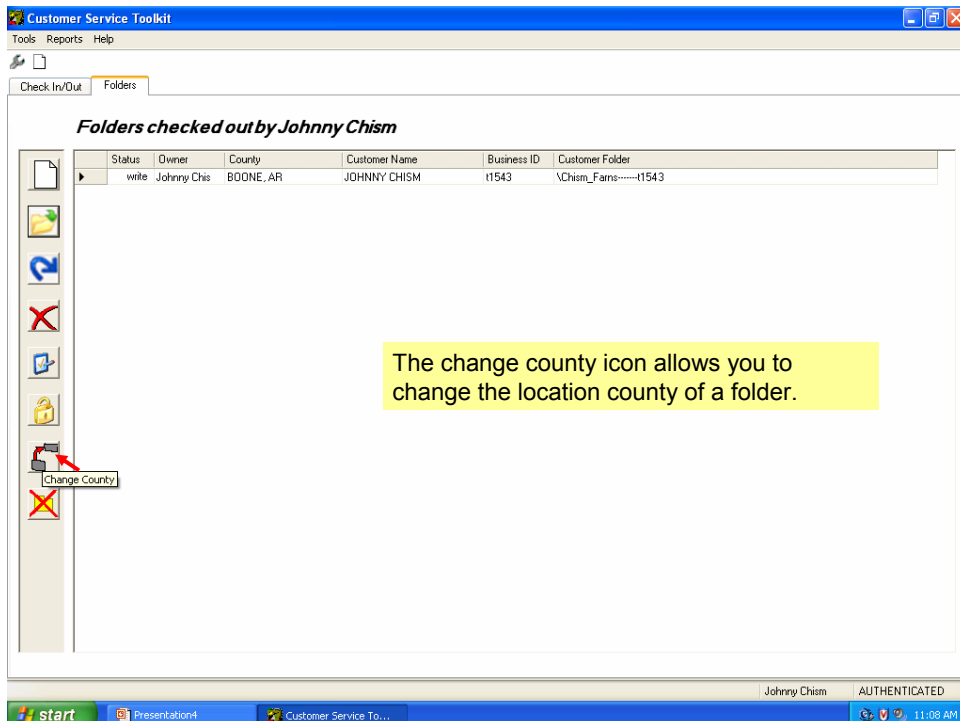 Customer Service Toolkit
Tools Reports Help
Check In/Out Folders
Folders checked out by Johnny Chism
Status Owner County Customer Name Business ID Customer Folder
write Johnny Chis BOONE, AR JOHNNY CHISM t1543 \Chism_Farns-------t1543
The change county icon allows you to
change the location county of a folder.
Change County
Johnny Chism AUTHENTICATED
start Presentation4 Customer Service To... 11:08 AM